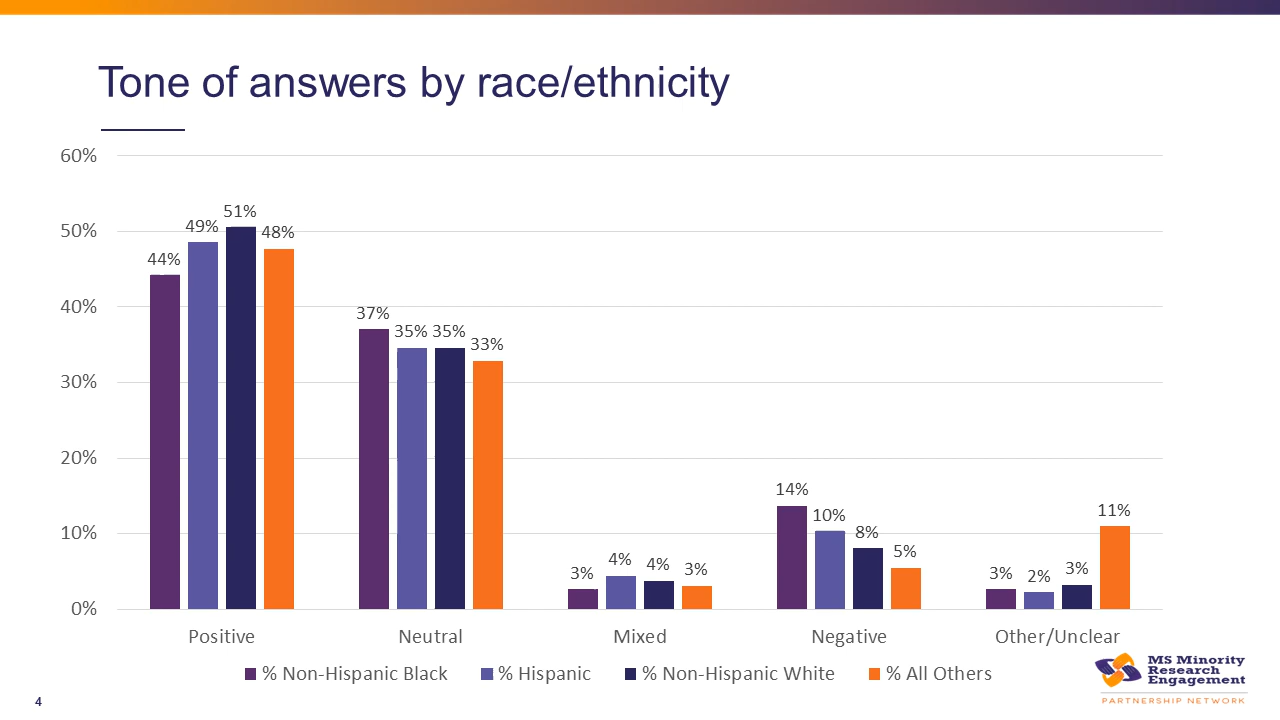 Tone of answers by race/ethnicity
60%
50%
40%
30%
20%
10%
0%
44%
49%
51%
48%
37%
35%
35%
33%
3%
4%
4%
3%
14%
10%
8%
5%
3%
2%
3%
11%
Positive
Neutral
Mixed
Negative
Other/Unclear
% Non-Hispanic Black
% Hispanic
% Non-Hispanic White
% All Others
MS Minority
Research
Engagement
PARTNERSHIP NETWORK
4